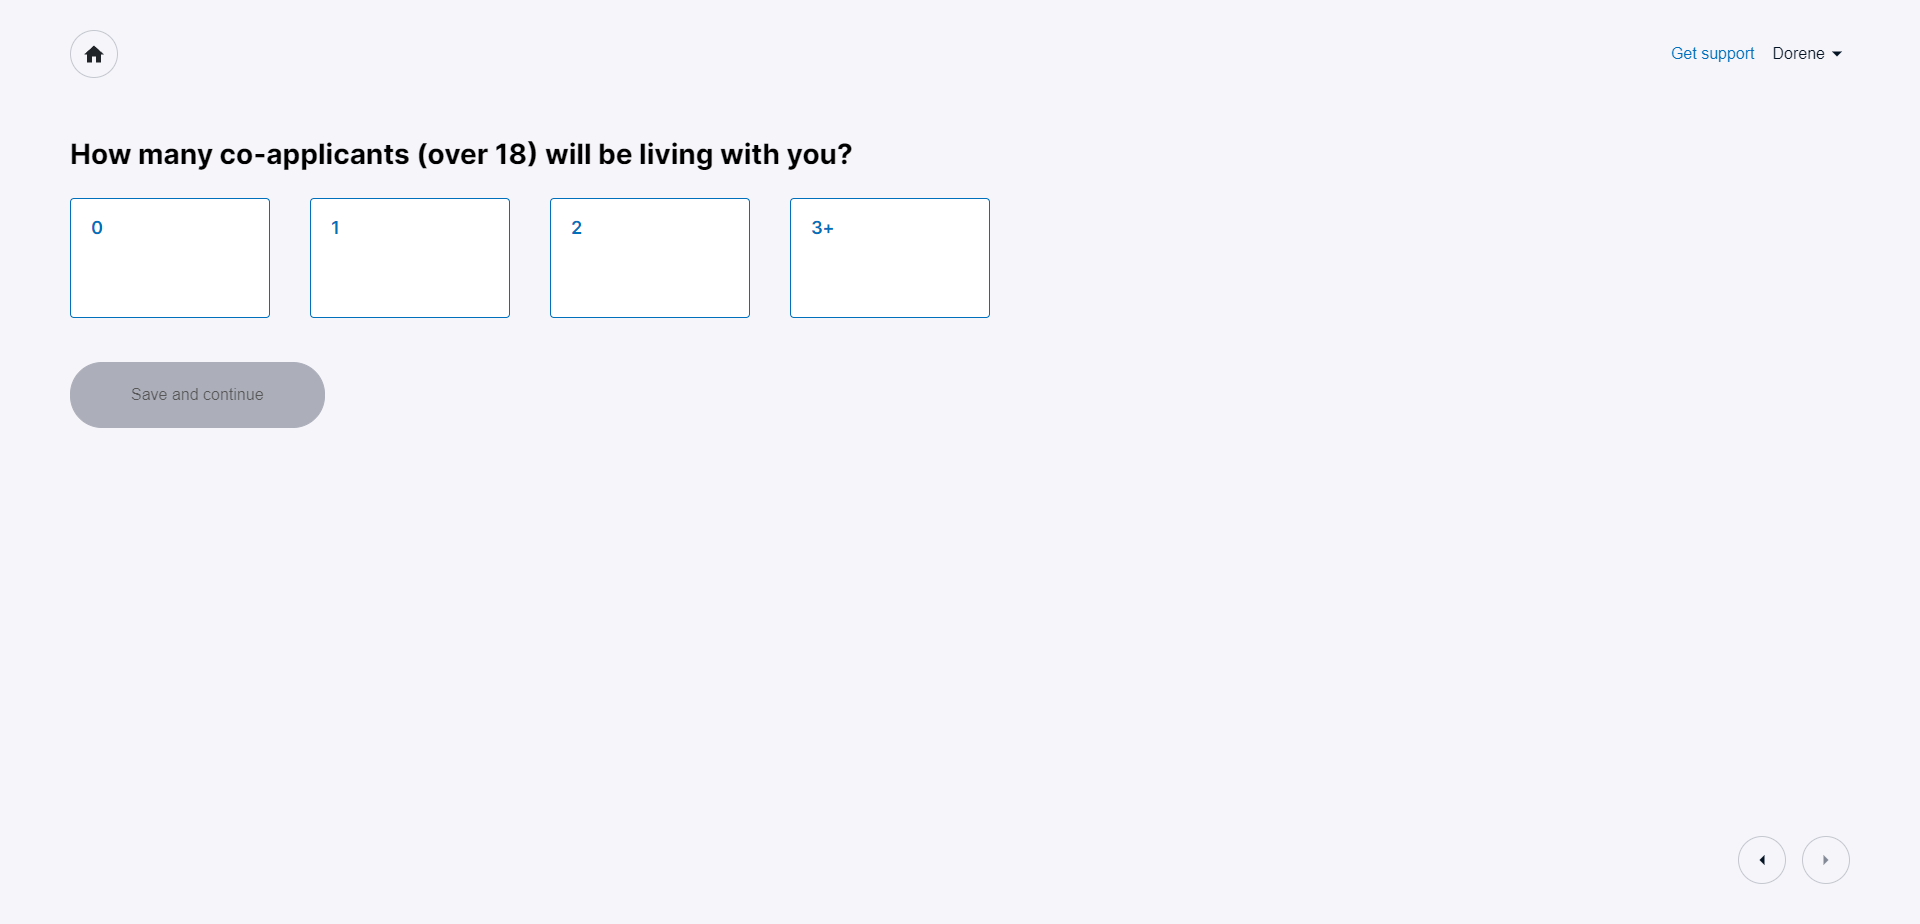 Get support Dorene
How many co-applicants (over 18) will be living with you?
0 1 2 3+
Save and continue